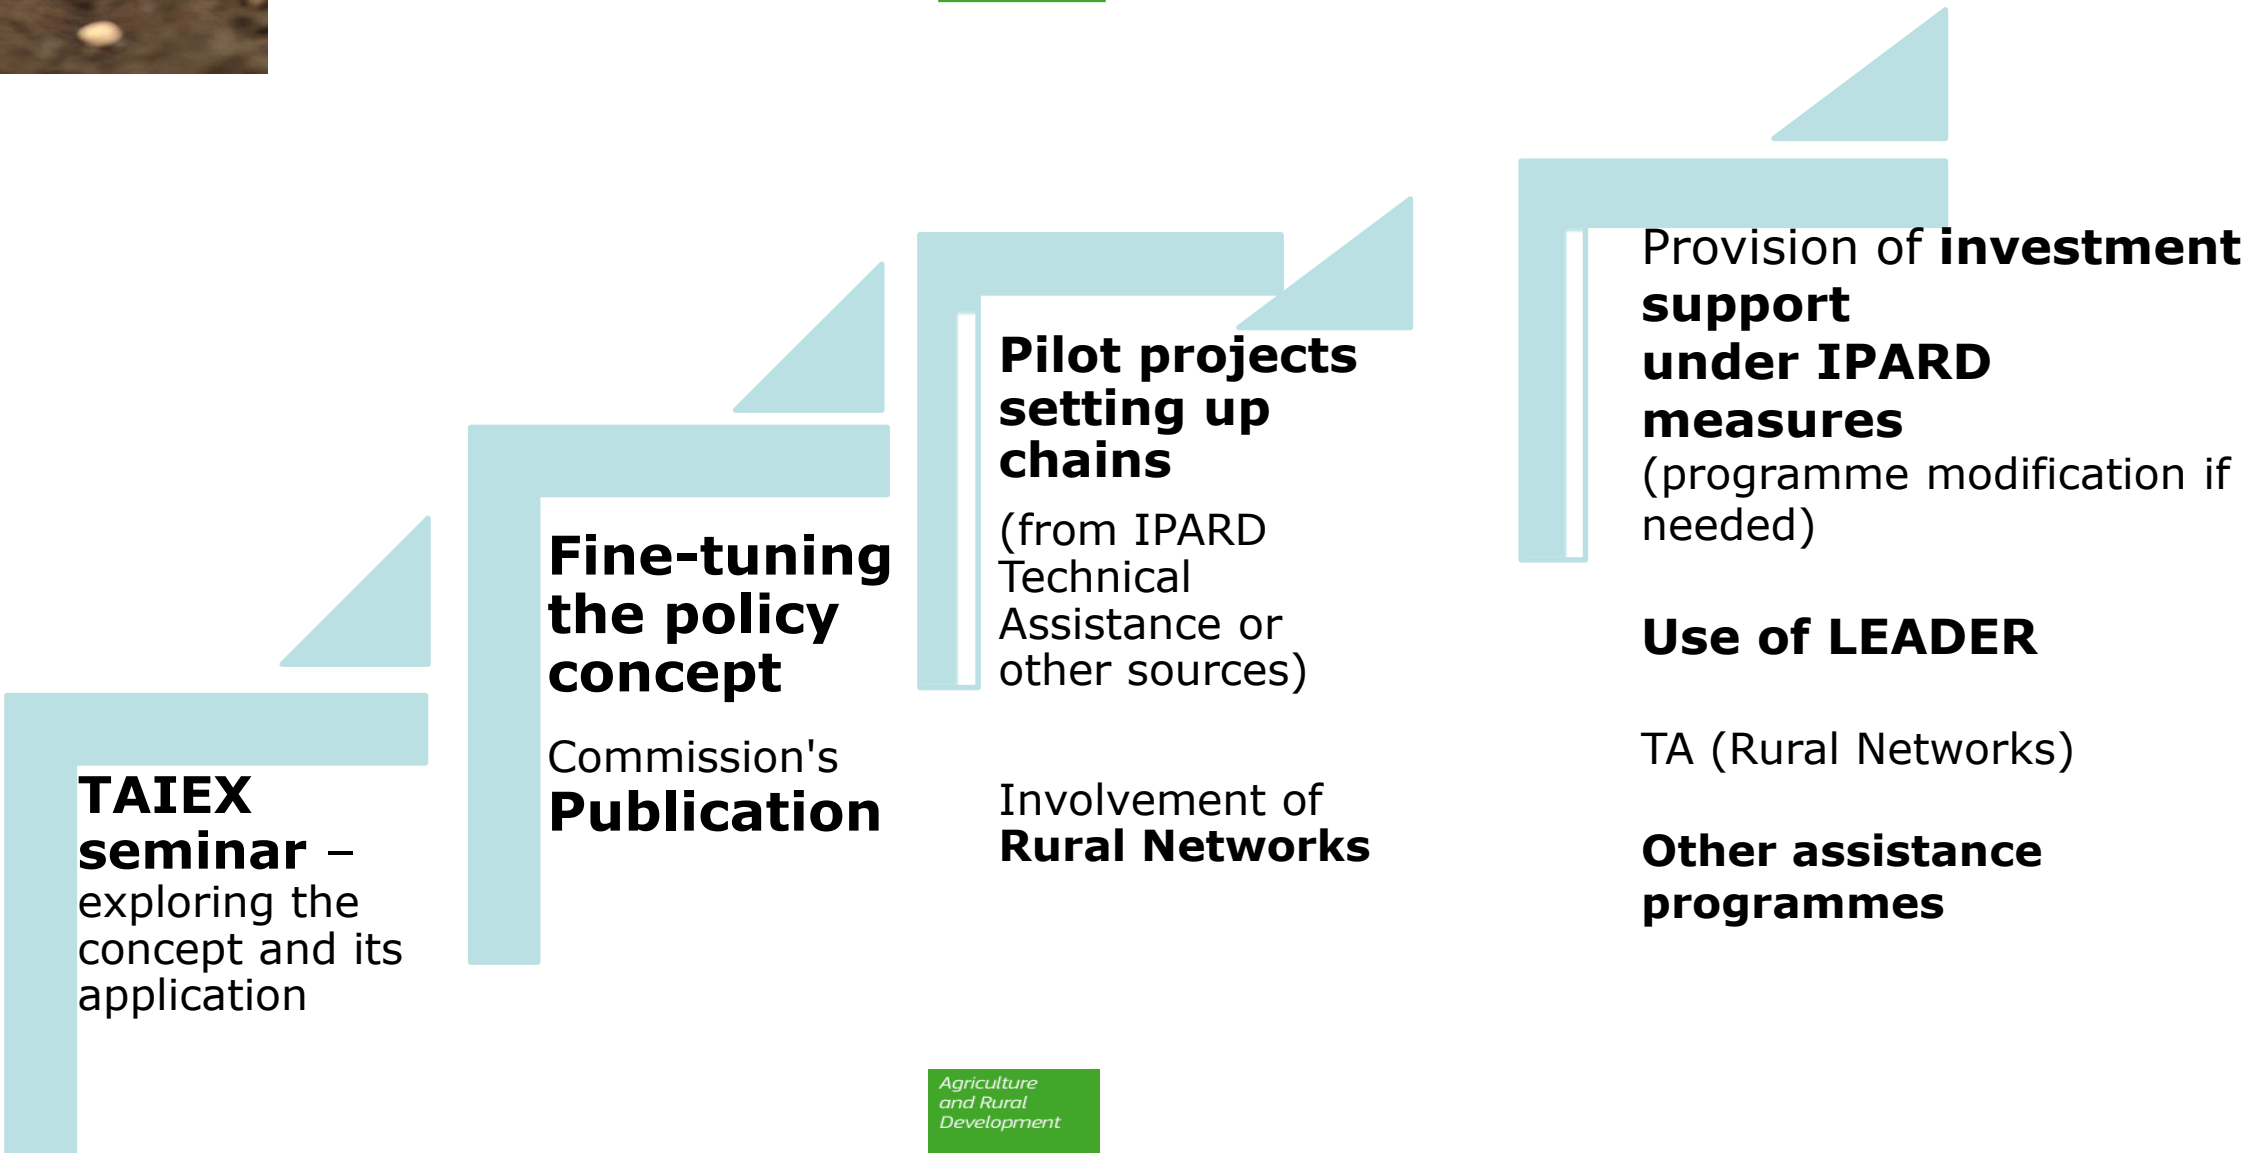 TAIEX
seminar –
exploring the
concept and its
application
Fine-tuning
the policy
concept
Commission's
Publication
Pilot projects
setting up
chains
(from IPARD
Technical
Assistance or
other sources)
Involvement of
Rural Networks
Provision of investment
support
under IPARD
measures
(programme modification if
needed)
Use of LEADER
TA (Rural Networks)
Other assistance
programmes
Agriculture
and Rural
Development